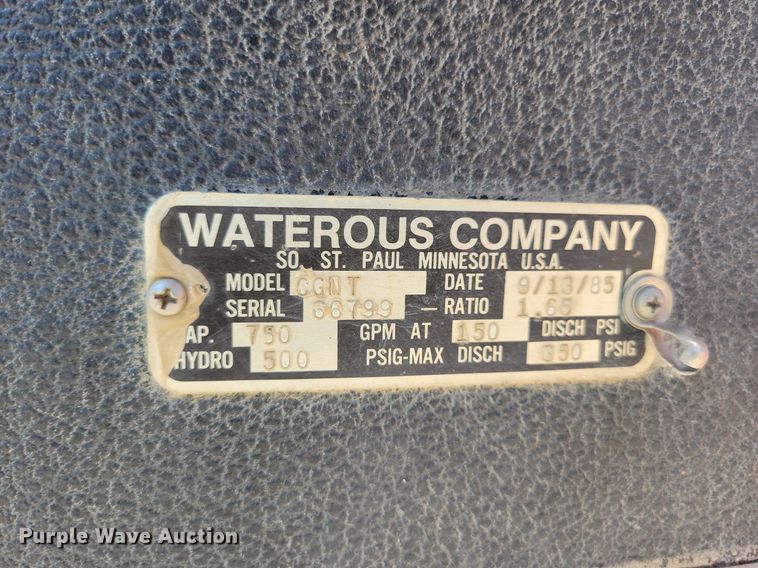 WATEROUS COMPANY
SO. ST. PAUL MINNESOTA U.S.A.
MODEL CGNT DATE 9/13/85
SERIAL 66799 — RATIO 1.65
AP. 750 GPM AT 150 DISCH PSI
HYDRO 500 PSIG-MAX DISCH 350 PSIG
Purple Wave Auction®